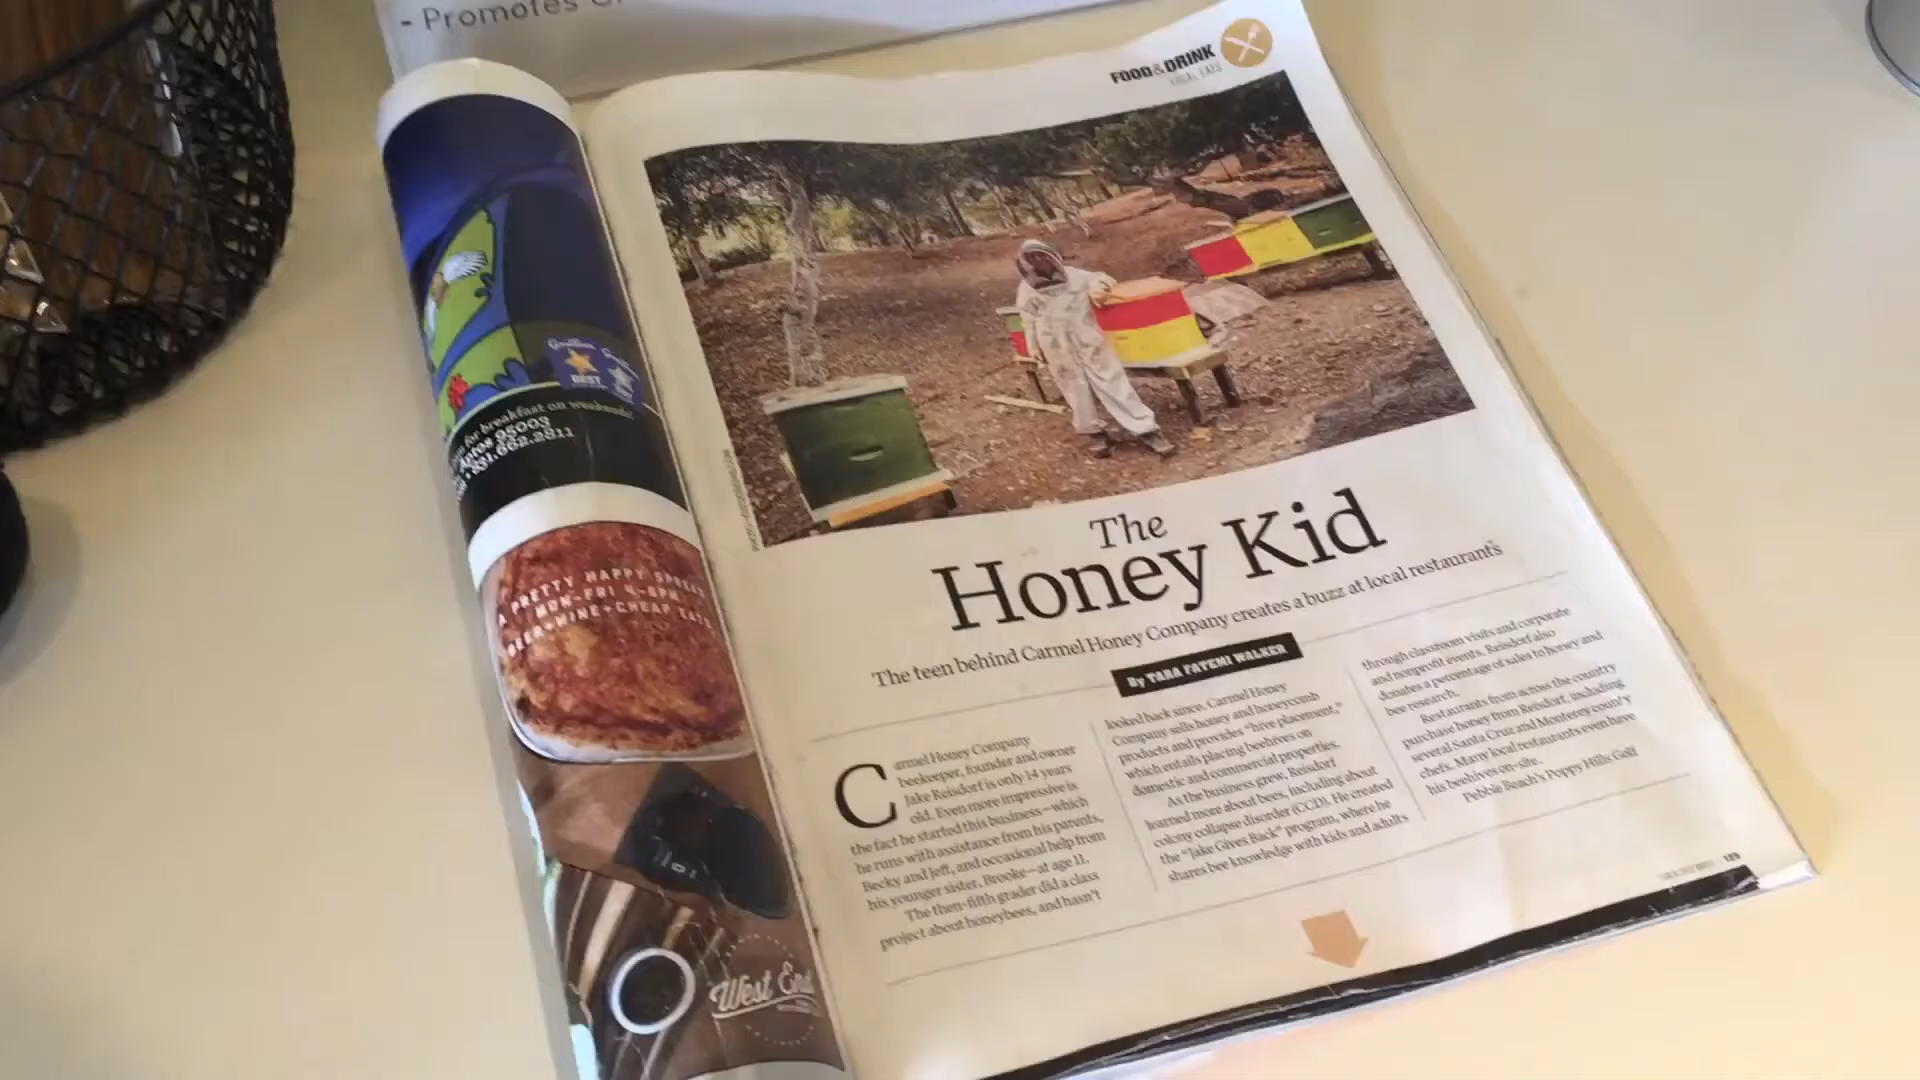 - Promotes
FOOD & DRINK
LOCAL EATS
BEST
for breakfast on weekends!
Aptos 95003
831.662.2811
A PRETTY HAPPY SPREAD
MON-FRI 4-6PM
BEER+WINE+CHEAP EATS
West End
The
Honey Kid
The teen behind Carmel Honey Company creates a buzz at local restaurants
By TARA FATEMI WALKER
Carmel Honey Company
beekeeper, founder and owner
Jake Reisdorf is only 14 years
old. Even more impressive is
the fact he started this business—which
he runs with assistance from his parents,
Becky and Jeff, and occasional help from
his younger sister, Brooke—at age 11.
The then-fifth grader did a class
project about honeybees, and hasn't
looked back since. Carmel Honey
Company sells honey and honeycomb
products and provides "hive placement,"
which entails placing beehives on
domestic and commercial properties.
As the business grew, Reisdorf
learned more about bees, including about
colony collapse disorder (CCD). He created
the "Jake Gives Back" program, where he
shares bee knowledge with kids and adults
through classroom visits and corporate
and nonprofit events. Reisdorf also
donates a percentage of sales to honey and
bee research.
Restaurants from across the country
purchase honey from Reisdorf, including
several Santa Cruz and Monterey county
chefs. Many local restaurants even have
his beehives on-site.
Pebble Beach's Poppy Hills Golf